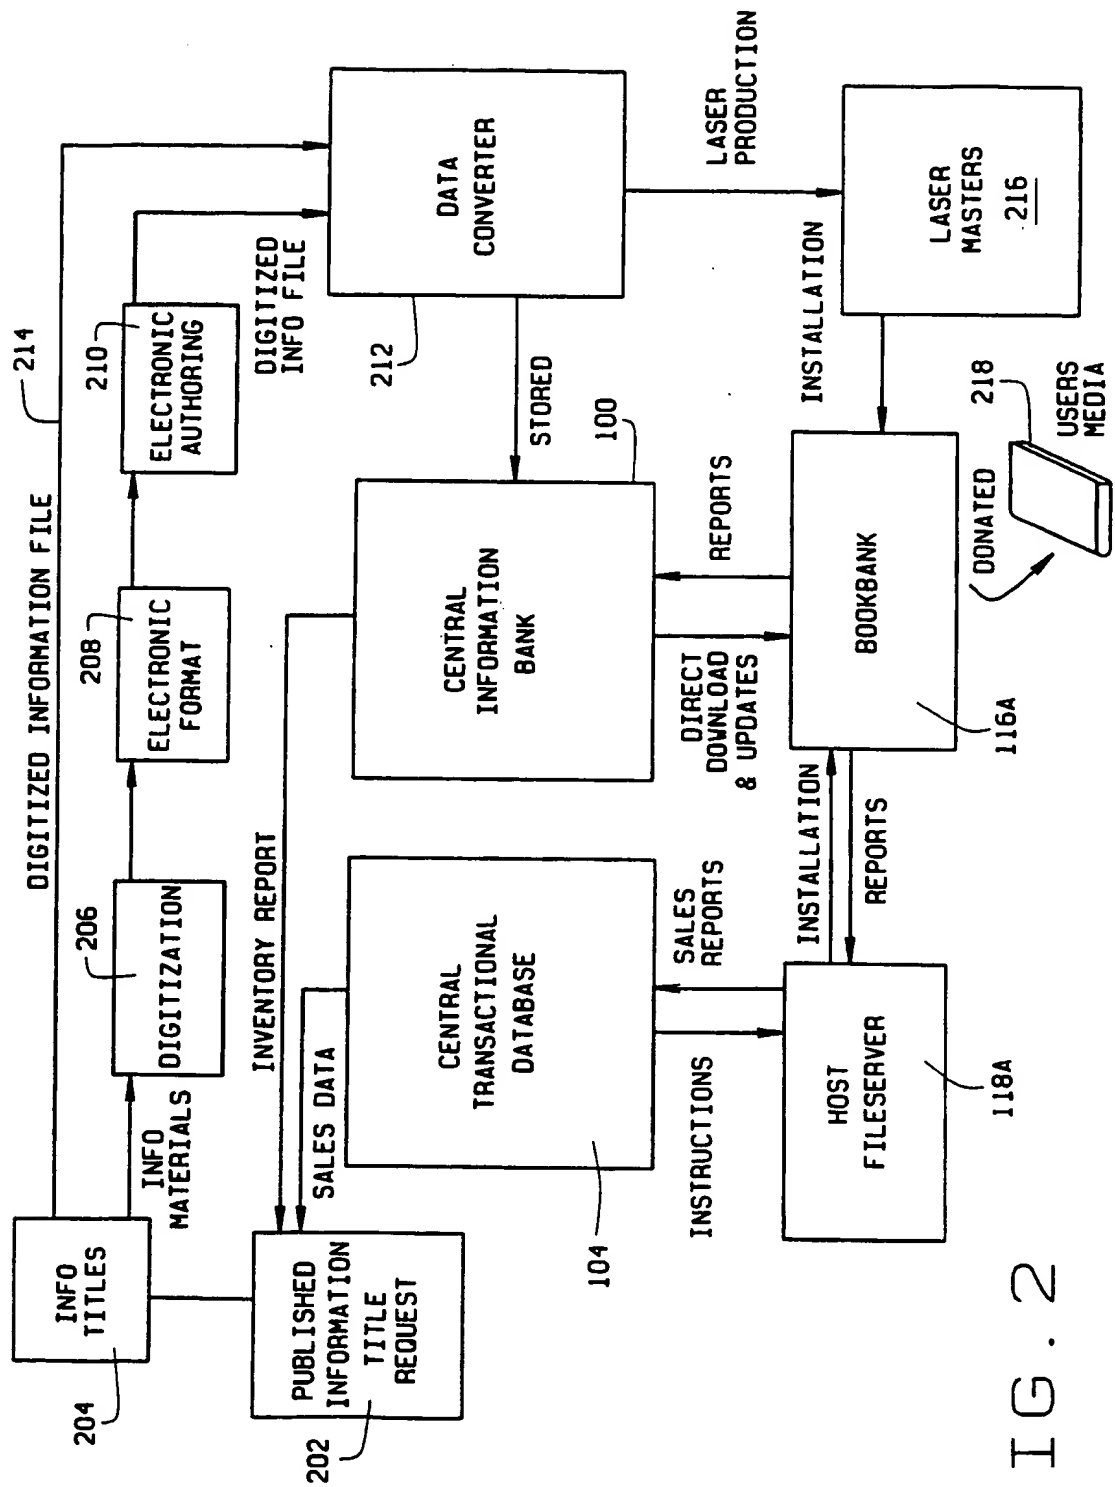 DIGITIZED INFORMATION FILE
214
204
INFO
TITLES
INFO
MATERIALS
206
DIGITIZATION
208
ELECTRONIC
FORMAT
210
ELECTRONIC
AUTHORING
DIGITIZED
INFO FILE
202
PUBLISHED
INFORMATION
TITLE
REQUEST
INVENTORY REPORT
SALES DATA
104
CENTRAL
TRANSACTIONAL
DATABASE
CENTRAL
INFORMATION
BANK
100
STORED
212
DATA
CONVERTER
INSTRUCTIONS
SALES
REPORTS
DIRECT
DOWNLOAD
& UPDATES
REPORTS
LASER
PRODUCTION
HOST
FILESERVER
118A
INSTALLATION
REPORTS
BOOKBANK
116A
INSTALLATION
LASER
MASTERS
216
DONATED
218
USERS
MEDIA
IG. 2